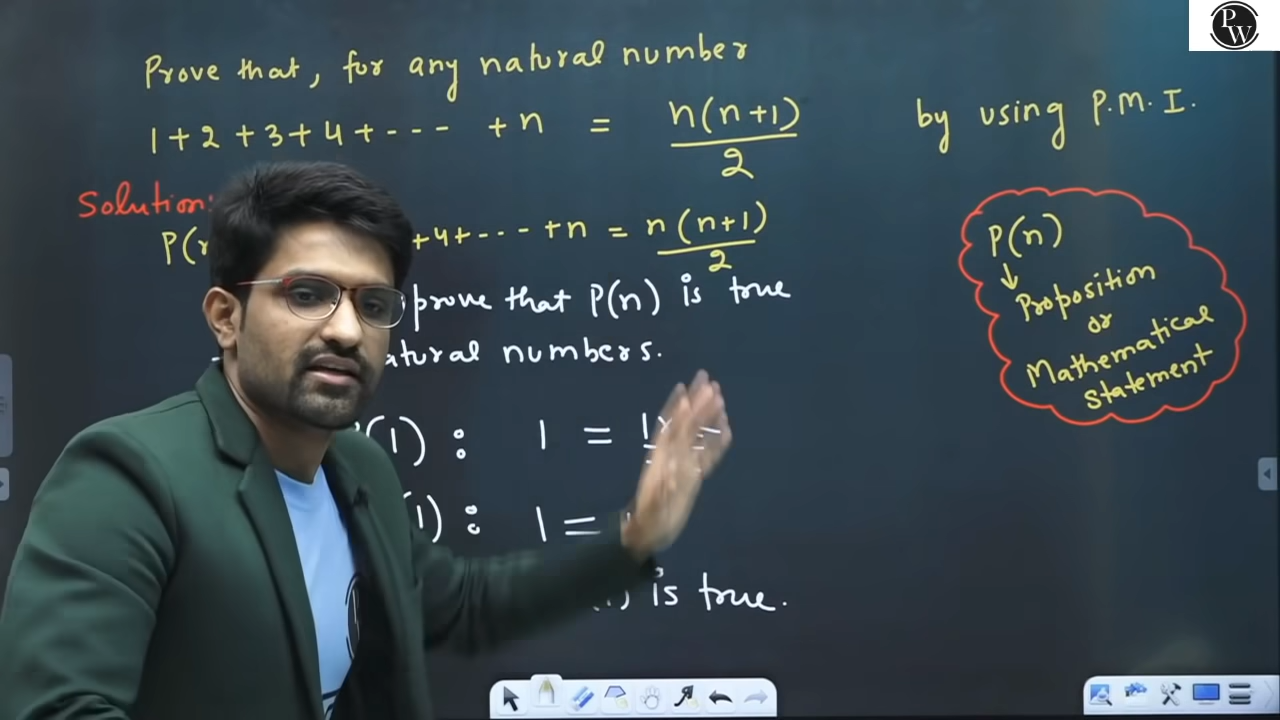 PW
Prove that, for any natural number
1+2+3+4+--- +n = n(n+1)/2 by using P.M.I.
Solution:
+4+---+n = n(n+1)/2
prove that P(n) is true
numbers.
(1) : 1 =
1) : 1 =
is true.
P(n)
↓
Proposition
or
Mathematical
Statement